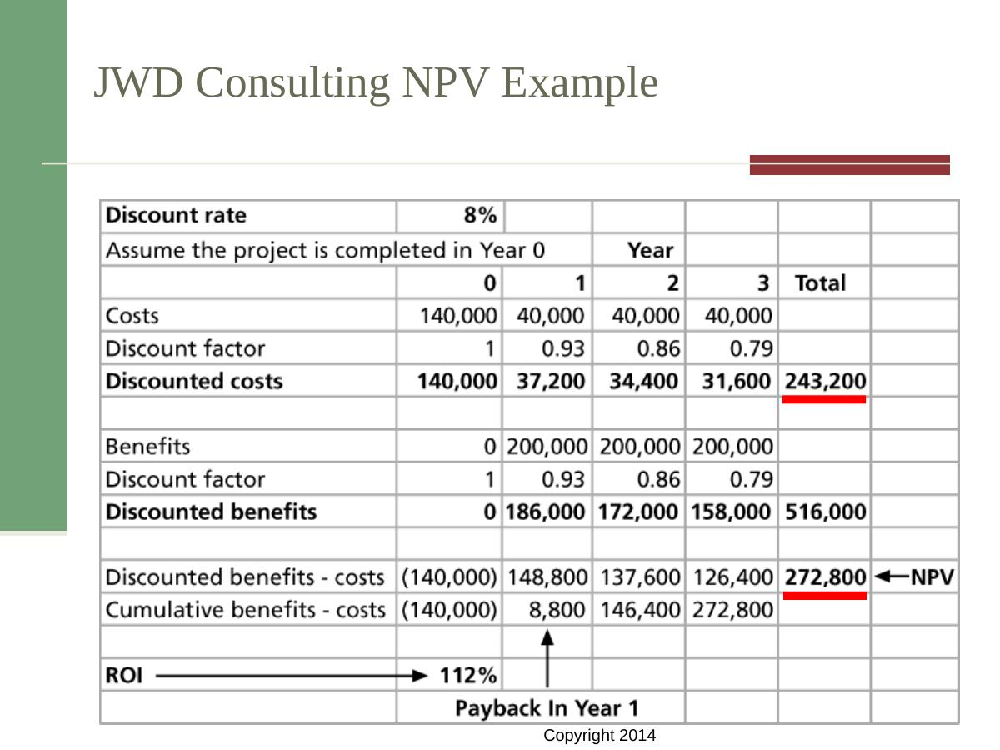 JWD Consulting NPV Example
Discount rate 8%
Assume the project is completed in Year 0 Year
0 1 2 3 Total
Costs 140,000 40,000 40,000 40,000
Discount factor 1 0.93 0.86 0.79
Discounted costs 140,000 37,200 34,400 31,600 243,200
Benefits 0 200,000 200,000 200,000
Discount factor 1 0.93 0.86 0.79
Discounted benefits 0 186,000 172,000 158,000 516,000
Discounted benefits - costs (140,000) 148,800 137,600 126,400 272,800 NPV
Cumulative benefits - costs (140,000) 8,800 146,400 272,800
ROI 112%
Payback In Year 1
Copyright 2014